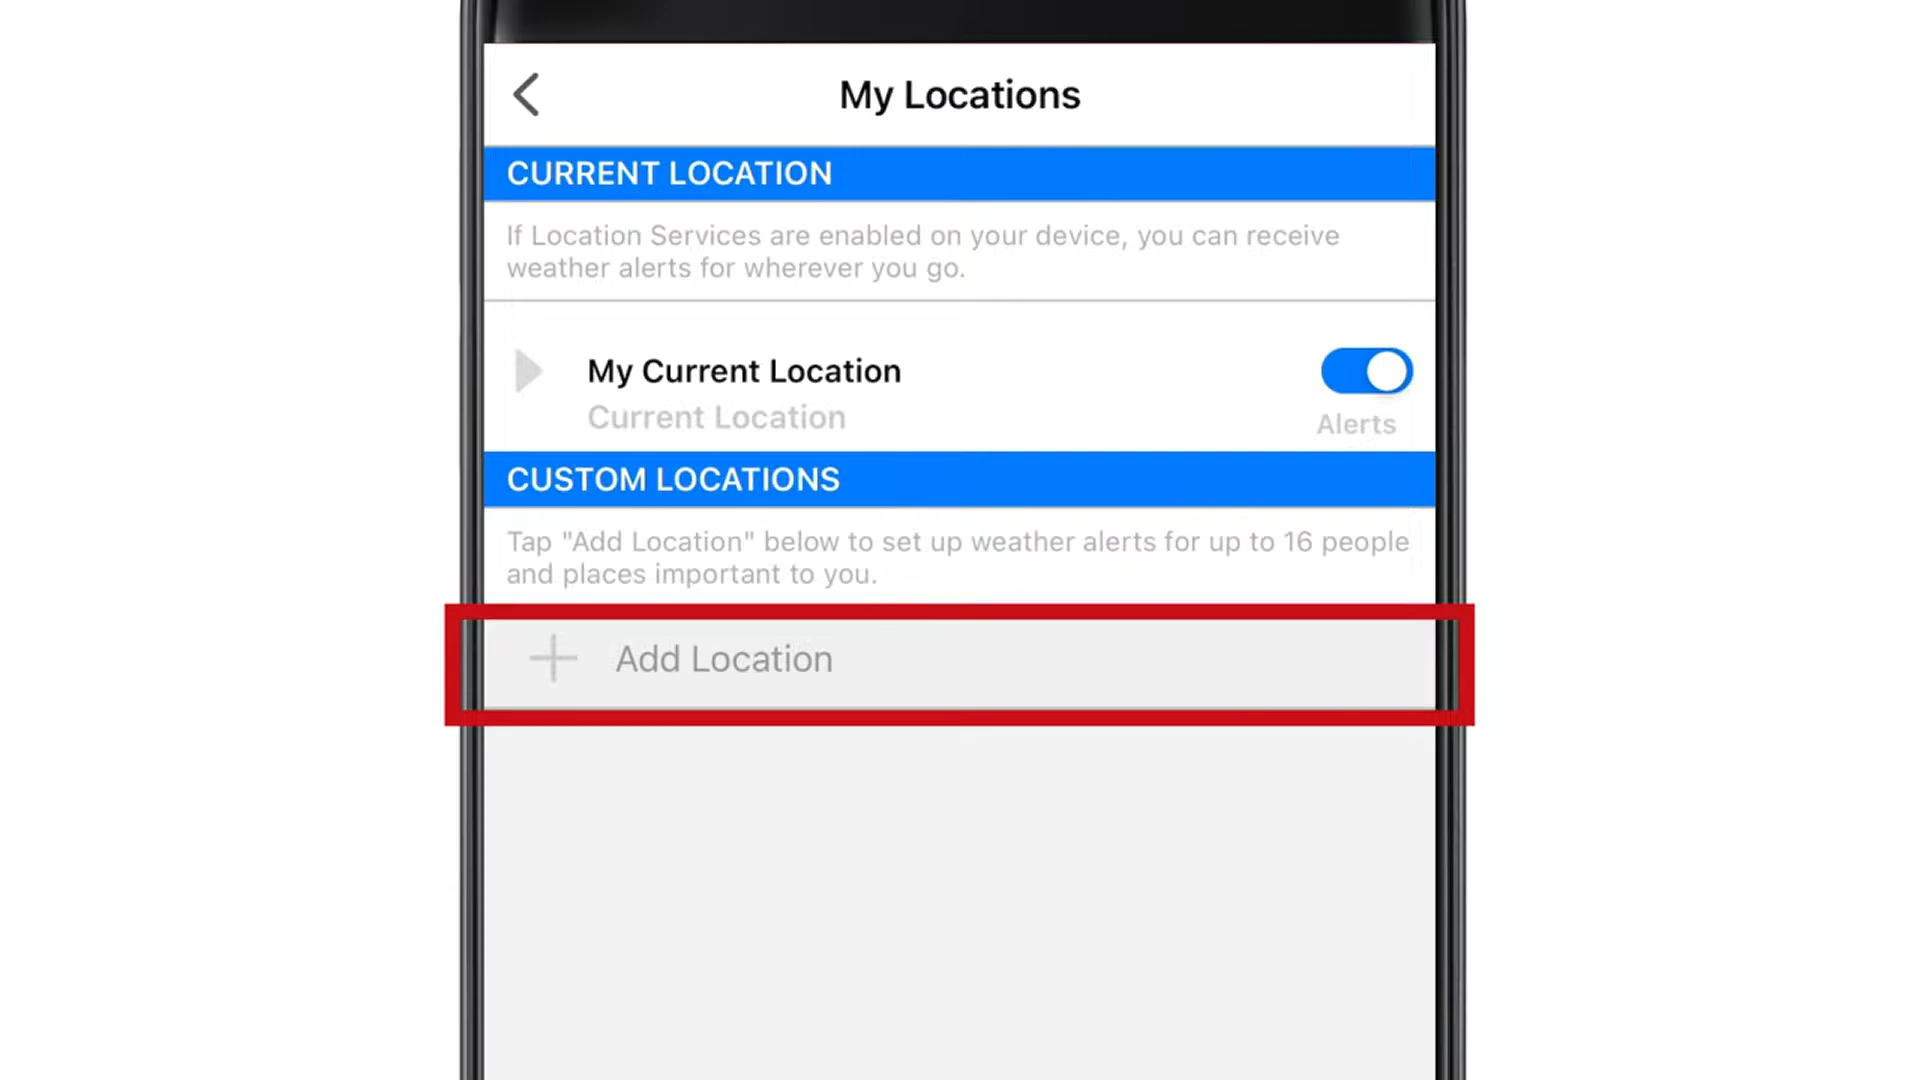 My Locations
CURRENT LOCATION
If Location Services are enabled on your device, you can receive
weather alerts for wherever you go.
My Current Location
Current Location
Alerts
CUSTOM LOCATIONS
Tap "Add Location" below to set up weather alerts for up to 16 people
and places important to you.
Add Location